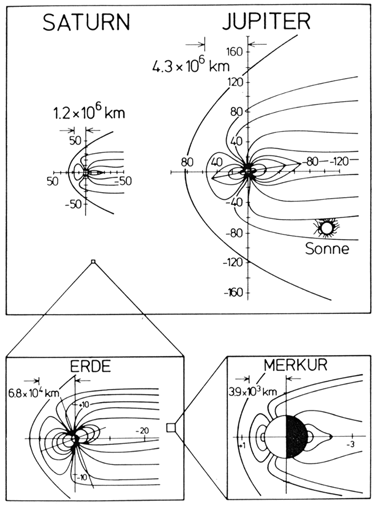 SATURN JUPITER
160
4.3×10⁶ km
120
1.2×10⁶ km
80
50
40
50 -50
80 40 -80 -120
-50
-40
-80
Sonne
-120
-160
ERDE MERKUR
6.8×10⁴ km 3.9×10³ km
+10
-20
-10
+1 -3